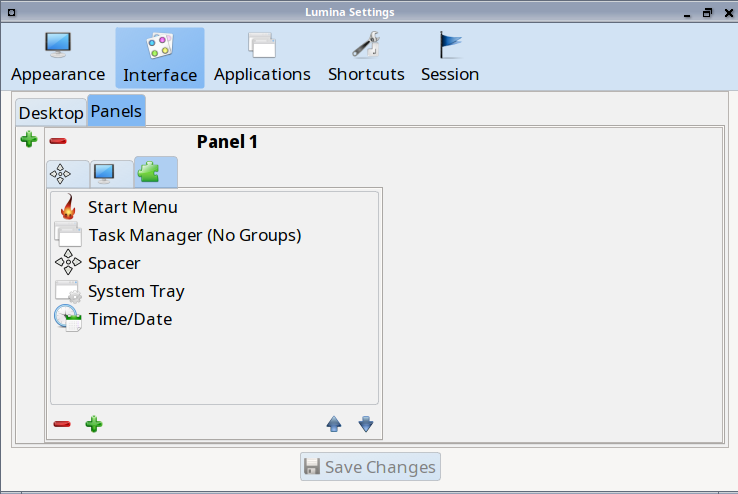 Lumina Settings
Appearance Interface Applications Shortcuts Session
Desktop Panels
Panel 1
Start Menu
Task Manager (No Groups)
Spacer
System Tray
Time/Date
Save Changes